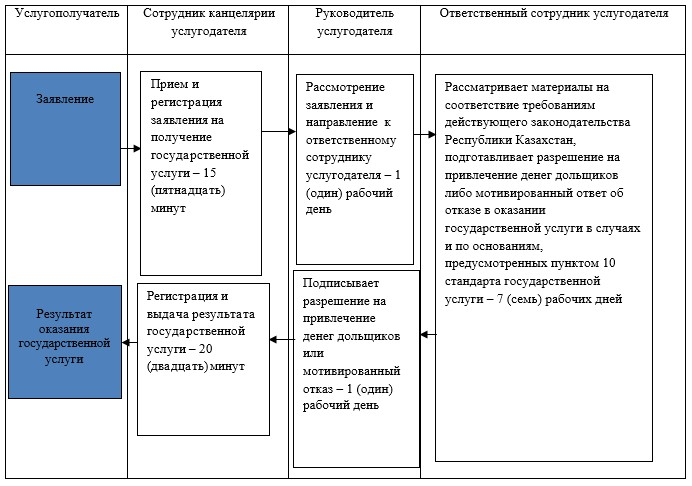 Услугополучатель
Сотрудник канцелярии
услугодателя
Руководитель
услугодателя
Ответственный сотрудник услугодателя
Заявление
Прием и
регистрация
заявления на
получение
государственной
услуги – 15
(пятнадцать)
минут
Рассмотрение
заявления и
направление к
ответственному
сотруднику
услугодателя – 1
(один) рабочий
день
Рассматривает материалы на
соответствие требованиям
действующего законодательства
Республики Казахстан,
подготавливает разрешение на
привлечение денег дольщиков
либо мотивированный ответ об
отказе в оказании
государственной услуги в случаях
и по основаниям,
предусмотренных пунктом 10
стандарта государственной
услуги – 7 (семь) рабочих дней
Подписывает
разрешение на
привлечение
денег дольщиков
или
мотивированный
отказ – 1 (один)
рабочий день
Регистрация и
выдача результата
государственной
услуги – 20
(двадцать) минут
Результат
оказания
государственной
услуги